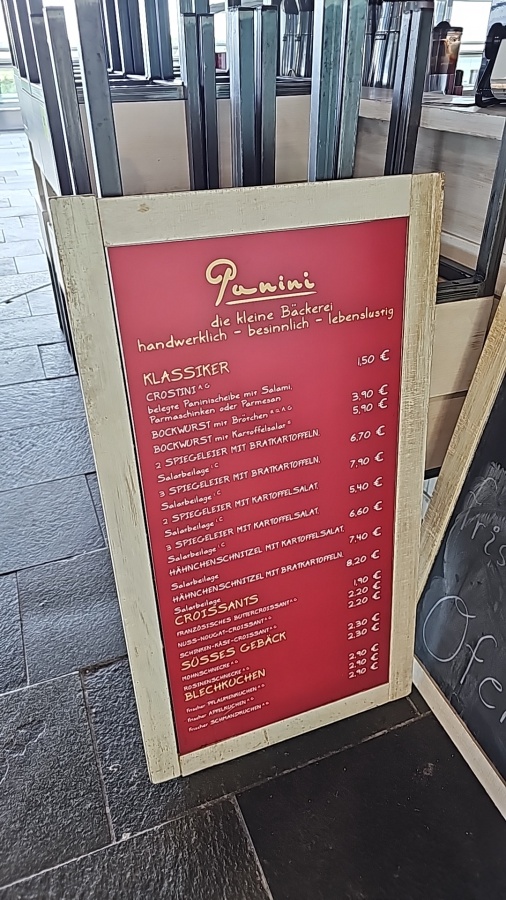 Panini
die kleine Bäckerei
handwerklich - besinnlich - lebenslustig
KLASSIKER
CROSTINI A G 1,50 €
belegte Paninischeibe mit Salami,
Parmaschinken oder Parmesan
BOCKWURST mit Brötchen 3,90 €
BOCKWURST mit Kartoffelsalat 5,90 €
2 SPIEGELEIER MIT BRATKARTOFFELN, 6,70 €
Salatbeilage C
3 SPIEGELEIER MIT BRATKARTOFFELN, 7,90 €
Salatbeilage C
2 SPIEGELEIER MIT KARTOFFELSALAT, 5,40 €
Salatbeilage C
3 SPIEGELEIER MIT KARTOFFELSALAT, 6,60 €
Salatbeilage C
HÄHNCHENSCHNITZEL MIT KARTOFFELSALAT, 7,40 €
Salatbeilage
HÄHNCHENSCHNITZEL MIT BRATKARTOFFELN, 8,20 €
Salatbeilage
CROISSANTS
FRANZÖSISCHES BUTTERCROISSANT 1,90 €
NUSS-NOUGAT-CROISSANT 2,20 €
SCHINKEN-KÄSE-CROISSANT 2,20 €
SÜSSES GEBÄCK
MOHNSCHNECKE 2,30 €
ROSINENSCHNECKE 2,30 €
BLECHKUCHEN
frischer PFLAUMENKUCHEN 2,90 €
frischer APFELKUCHEN 2,90 €
frischer SCHMANDKUCHEN 2,90 €